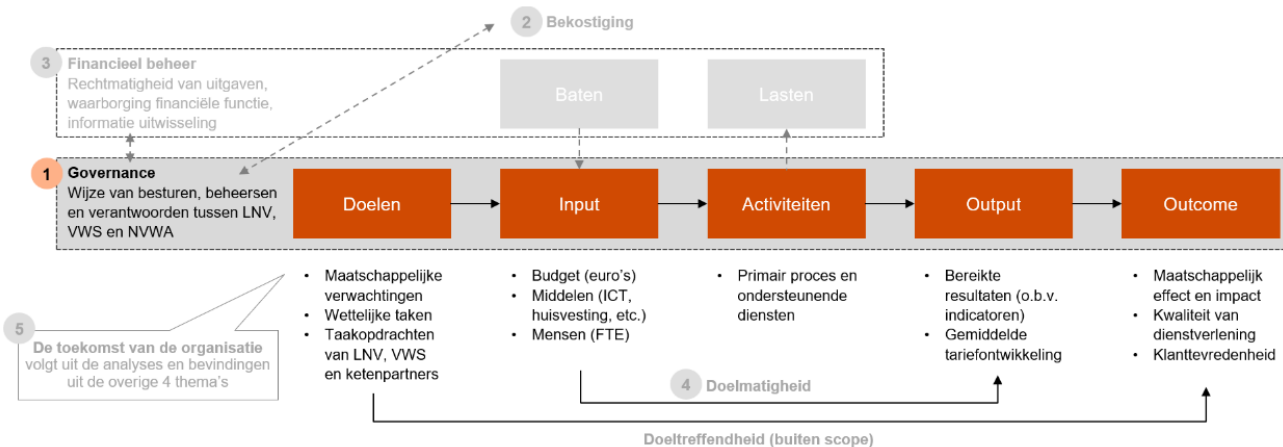 2 Bekostiging
3 Financieel beheer
Rechtmatigheid van uitgaven,
waarborging financiële functie,
informatie uitwisseling
Baten
Lasten
1 Governance
Wijze van besturen, beheersen
en verantwoorden tussen LNV,
VWS en NVWA
Doelen
Input
Activiteiten
Output
Outcome
• Maatschappelijke
verwachtingen
• Wettelijke taken
• Taakopdrachten
van LNV, VWS
en ketenpartners
• Budget (euro's)
• Middelen (ICT,
huisvesting, etc.)
• Mensen (FTE)
• Primair proces en
ondersteunende
diensten
• Bereikte
resultaten (o.b.v.
indicatoren)
• Gemiddelde
tariefontwikkeling
• Maatschappelijk
effect en impact
• Kwaliteit van
dienstverlening
• Klanttevredenheid
5
De toekomst van de organisatie
volgt uit de analyses en bevindingen
uit de overige 4 thema's
4 Doelmatigheid
Doeltreffendheid (buiten scope)